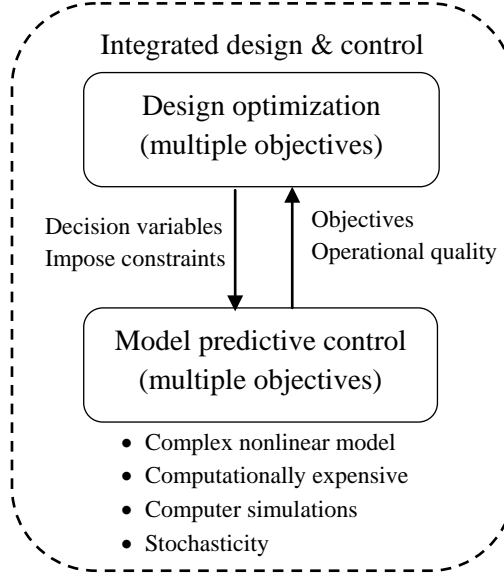 Integrated design & control
Design optimization
(multiple objectives)
Decision variables
Impose constraints
Objectives
Operational quality
Model predictive control
(multiple objectives)
• Complex nonlinear model
• Computationally expensive
• Computer simulations
• Stochasticity